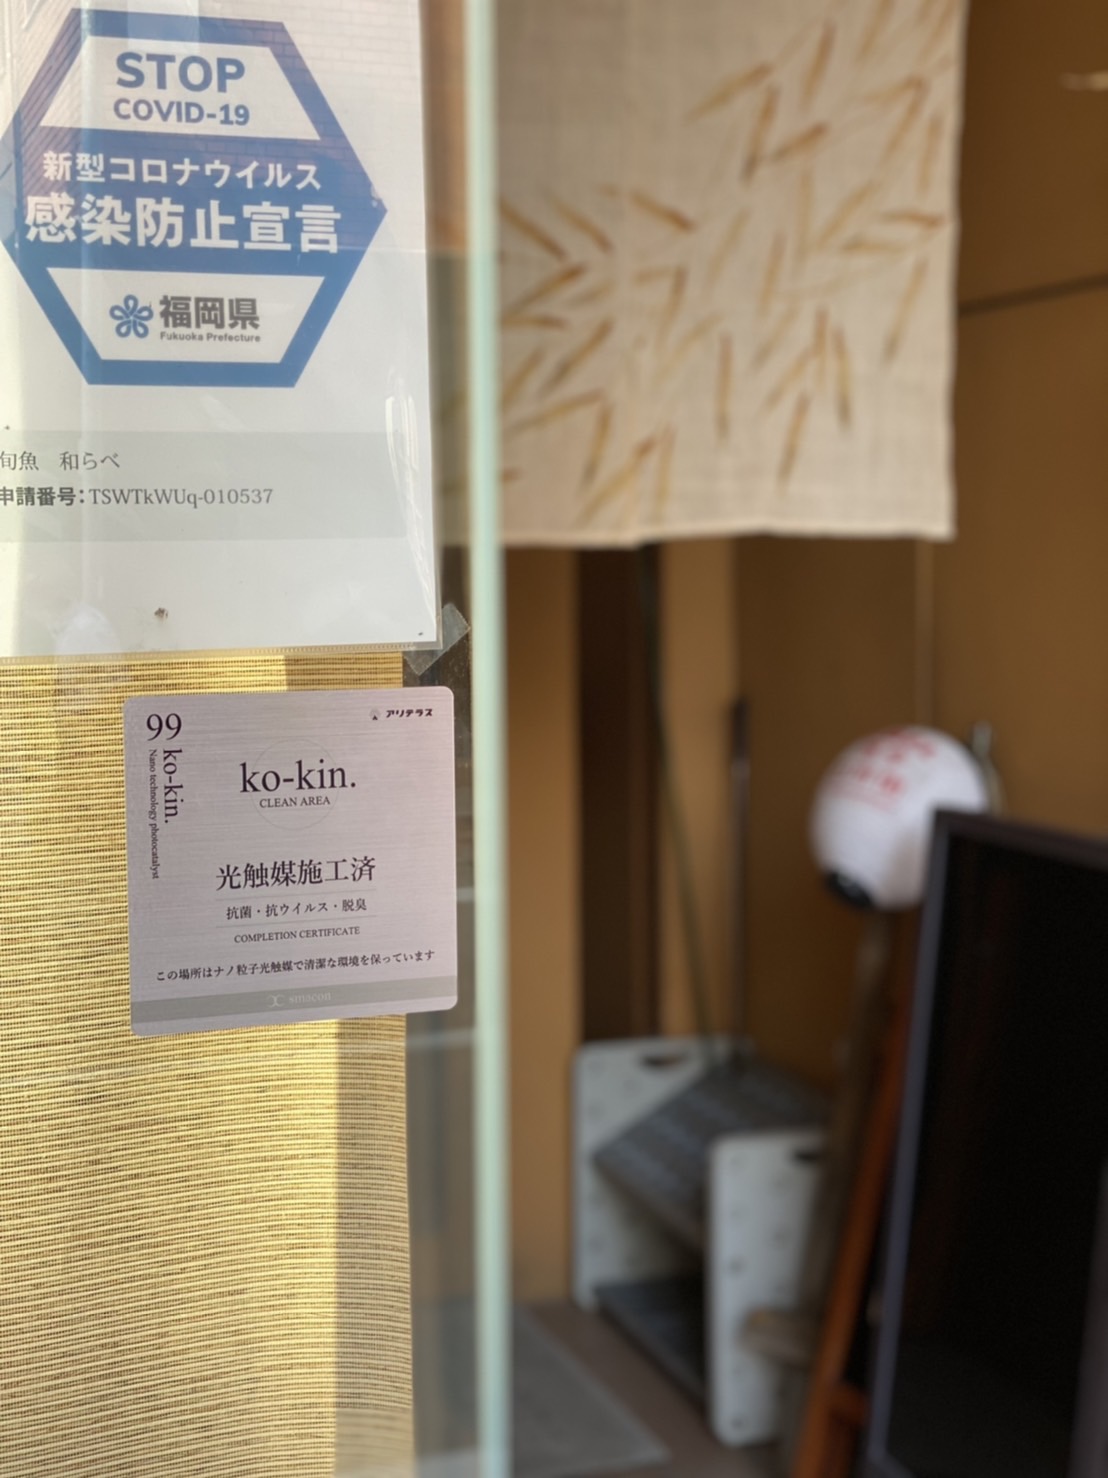 STOP
COVID-19
新型コロナウイルス
感染防止宣言
福岡県
Fukuoka Prefecture
旬魚 和らべ
申請番号:TSWTkWUq-010537
99
ko-kin.
Nano technology photocatalyst
アリテラス
ko-kin.
CLEAN AREA
光触媒施工済
抗菌・抗ウイルス・脱臭
COMPLETION CERTIFICATE
この場所はナノ粒子光触媒で清潔な環境を保っています